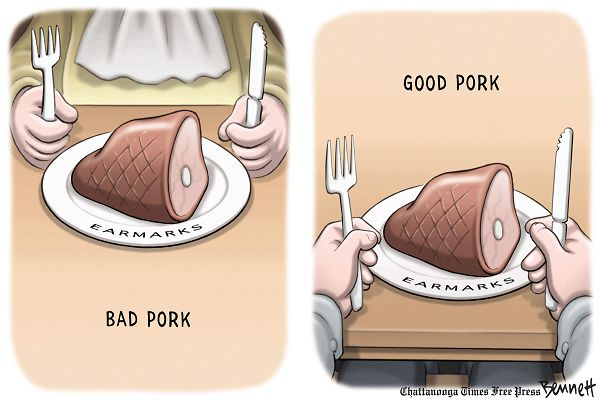 EARMARKS
BAD PORK
GOOD PORK
EARMARKS
Chattanooga Times Free Press BENNETT